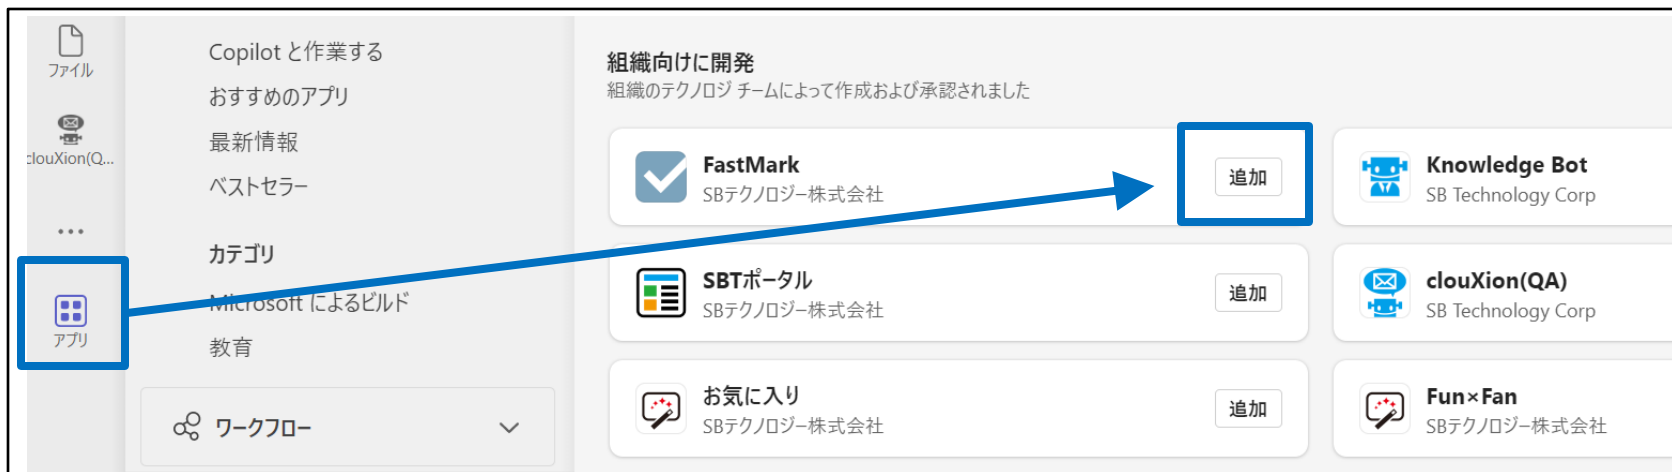 ファイル
clouXion(Q...
アプリ
Copilot と作業する
おすすめのアプリ
最新情報
ベストセラー
カテゴリ
Microsoft によるビルド
教育
ワークフロー
組織向けに開発
組織のテクノロジ チームによって作成および承認されました
FastMark
SBテクノロジー株式会社
追加
Knowledge Bot
SB Technology Corp
SBTポータル
SBテクノロジー株式会社
追加
clouXion(QA)
SB Technology Corp
お気に入り
SBテクノロジー株式会社
追加
Fun×Fan
SBテクノロジー株式会社